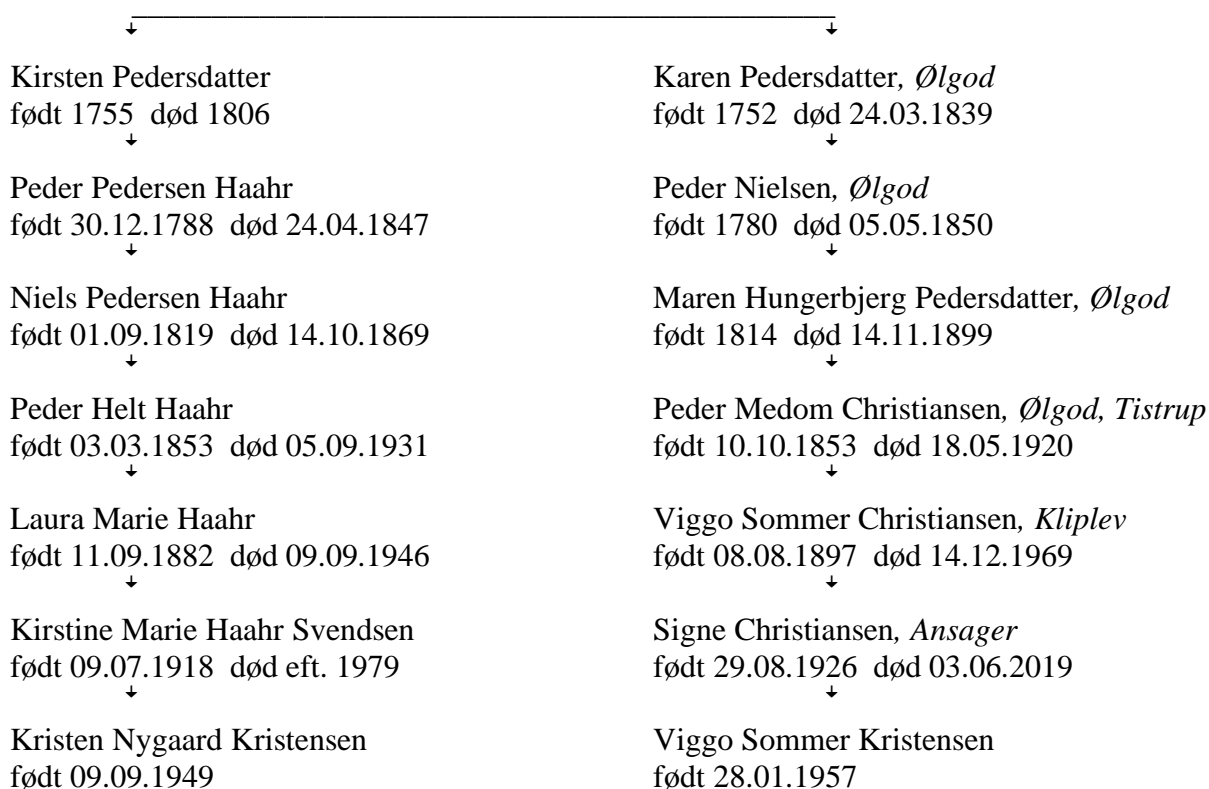 Kirsten Pedersdatter
født 1755  død 1806
Peder Pedersen Haahr
født 30.12.1788  død 24.04.1847
Niels Pedersen Haahr
født 01.09.1819  død 14.10.1869
Peder Helt Haahr
født 03.03.1853  død 05.09.1931
Laura Marie Haahr
født 11.09.1882  død 09.09.1946
Kirstine Marie Haahr Svendsen
født 09.07.1918  død eft. 1979
Kristen Nygaard Kristensen
født 09.09.1949
Karen Pedersdatter, Ølgod
født 1752  død 24.03.1839
Peder Nielsen, Ølgod
født 1780  død 05.05.1850
Maren Hungerbjerg Pedersdatter, Ølgod
født 1814  død 14.11.1899
Peder Medom Christiansen, Ølgod, Tistrup
født 10.10.1853  død 18.05.1920
Viggo Sommer Christiansen, Kliplev
født 08.08.1897  død 14.12.1969
Signe Christiansen, Ansager
født 29.08.1926  død 03.06.2019
Viggo Sommer Kristensen
født 28.01.1957